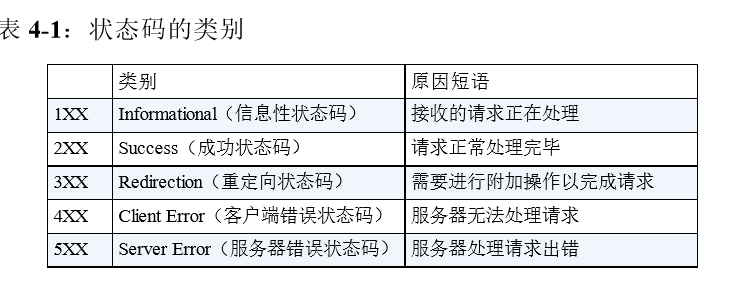 表 4-1：状态码的类别
类别 原因短语
1XX Informational（信息性状态码） 接收的请求正在处理
2XX Success（成功状态码） 请求正常处理完毕
3XX Redirection（重定向状态码） 需要进行附加操作以完成请求
4XX Client Error（客户端错误状态码） 服务器无法处理请求
5XX Server Error（服务器错误状态码） 服务器处理请求出错